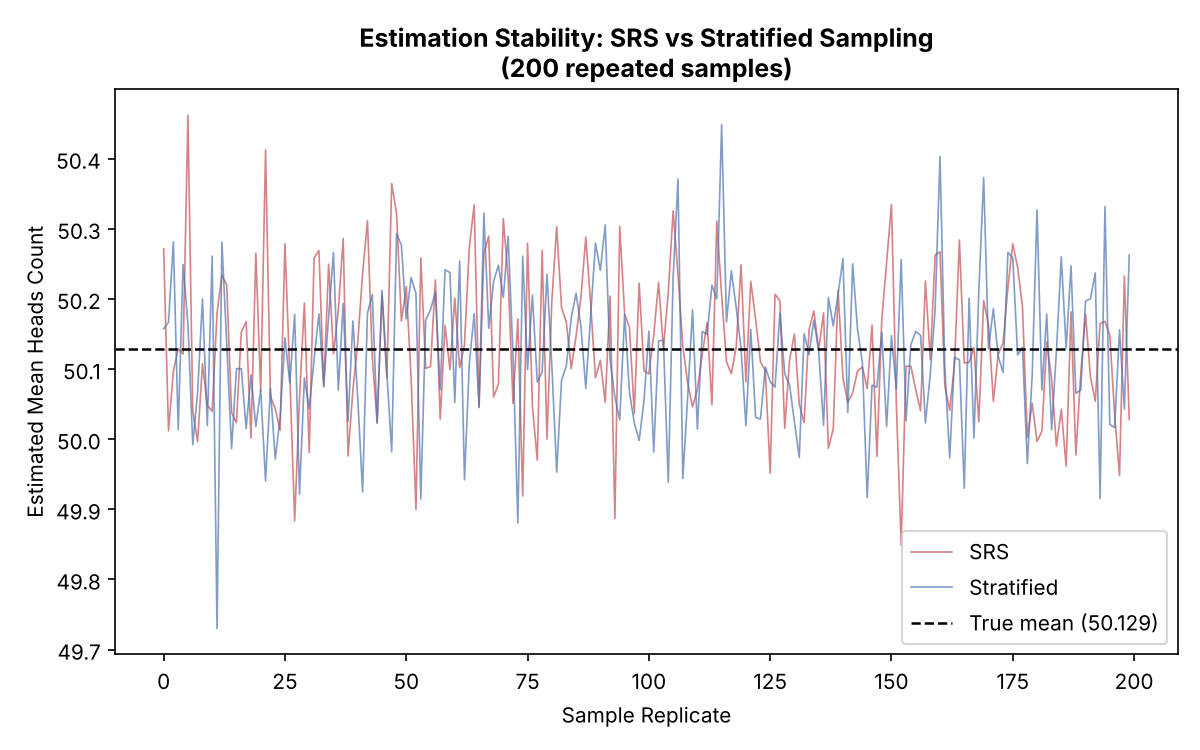 Estimation Stability: SRS vs Stratified Sampling
(200 repeated samples)
Estimated Mean Heads Count
50.4
50.3
50.2
50.1
50.0
49.9
49.8
49.7
SRS
Stratified
True mean (50.129)
0 25 50 75 100 125 150 175 200
Sample Replicate